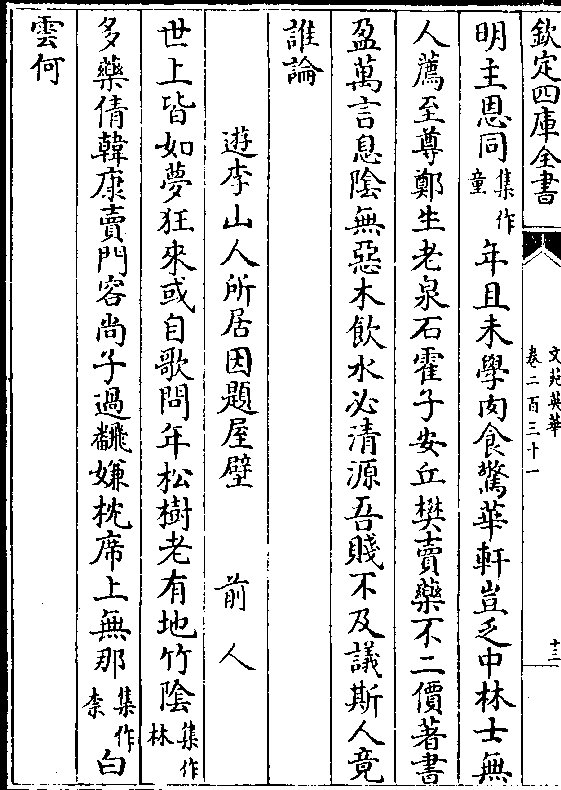 欽定四庫全書
文苑英華
卷二百三十一
明主恩同集作童年且未學肉食驚華軒豈乏中林士無
人薦至尊鄭生老泉石霍子安丘樊賣藥不二價著書
盈萬言息陰無惡木飲水必清源吾賤不及議斯人竟
誰論
遊李山人所居因題屋壁 前人
世上皆如夢狂來或自歌問年松樹老有地竹陰集作林
多藥倩韓康賣門容尚子過飜嫌枕席上無那集作柰白
雲何